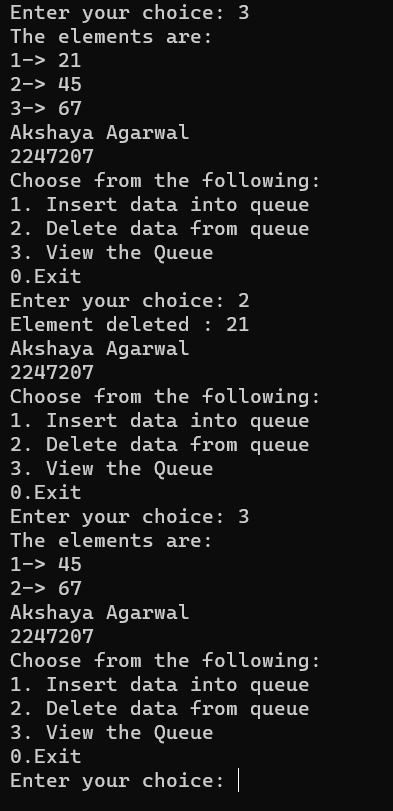 Enter your choice: 3
The elements are:
1-> 21
2-> 45
3-> 67
Akshaya Agarwal
2247207
Choose from the following:
1. Insert data into queue
2. Delete data from queue
3. View the Queue
0.Exit
Enter your choice: 2
Element deleted : 21
Akshaya Agarwal
2247207
Choose from the following:
1. Insert data into queue
2. Delete data from queue
3. View the Queue
0.Exit
Enter your choice: 3
The elements are:
1-> 45
2-> 67
Akshaya Agarwal
2247207
Choose from the following:
1. Insert data into queue
2. Delete data from queue
3. View the Queue
0.Exit
Enter your choice: